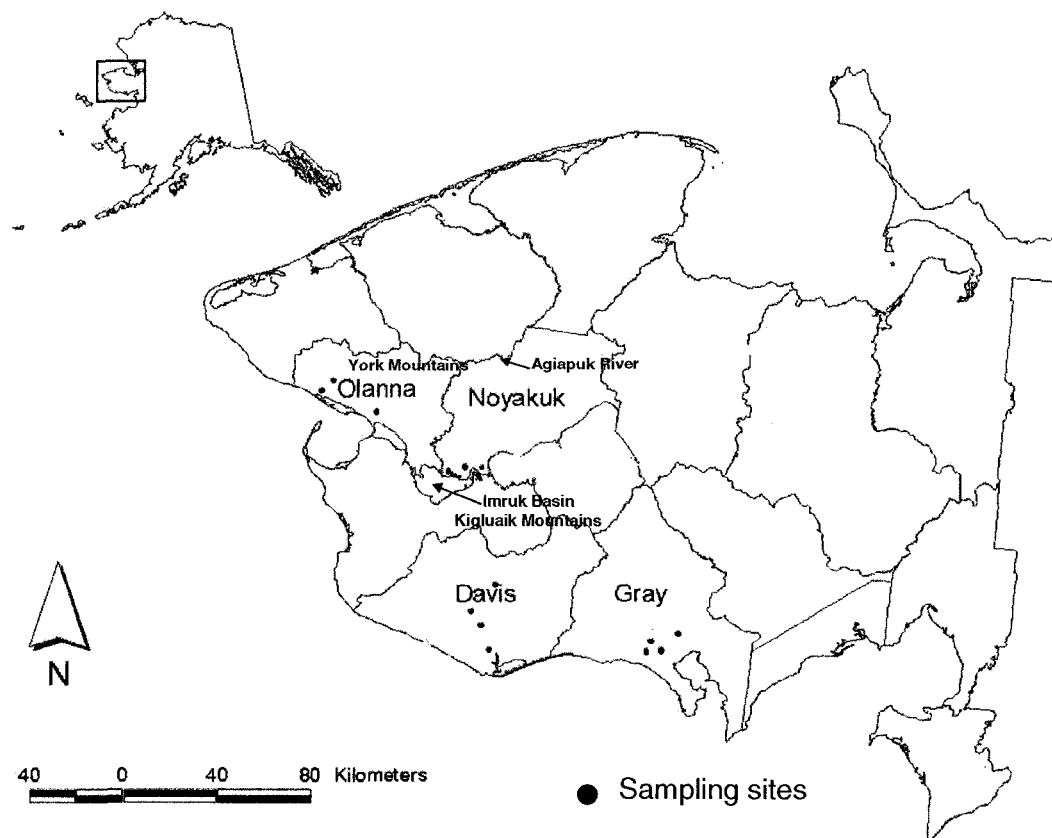 York Mountains
Agiapuk River
Olanna
Noyakuk
Imruk Basin
Kigluaik Mountains
Davis
Gray
N
40 0 40 80 Kilometers
Sampling sites